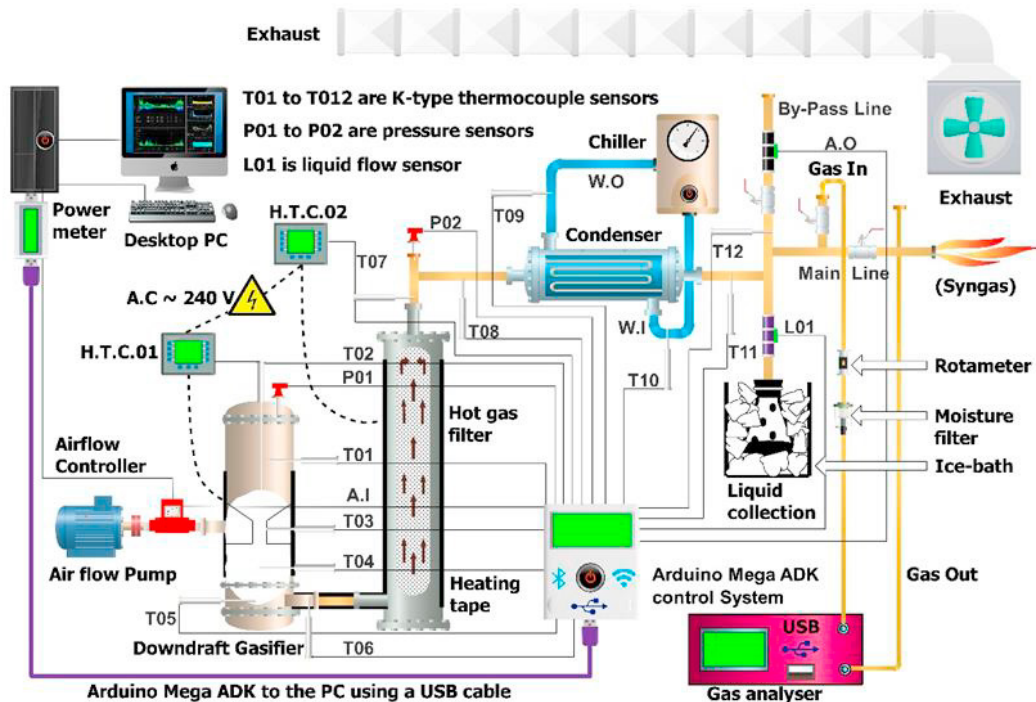 Exhaust
T01 to T012 are K-type thermocouple sensors
P01 to P02 are pressure sensors
L01 is liquid flow sensor
By-Pass Line
Chiller
A.O
Gas In
W.O
Exhaust
Power
meter
Desktop PC
H.T.C.02
P02
T09
Condenser
T07
T12
Main Line
(Syngas)
A.C ~ 240 V
T08
W.I
L01
H.T.C.01
T02
T11
P01
T10
Rotameter
Hot gas
filter
Moisture
filter
Airflow
Controller
T01
Ice-bath
A.I
Liquid
collection
T03
Air flow Pump
T04
Heating
tape
Arduino Mega ADK
control System
Gas Out
T05
Downdraft Gasifier
T06
USB
Arduino Mega ADK to the PC using a USB cable
Gas analyser